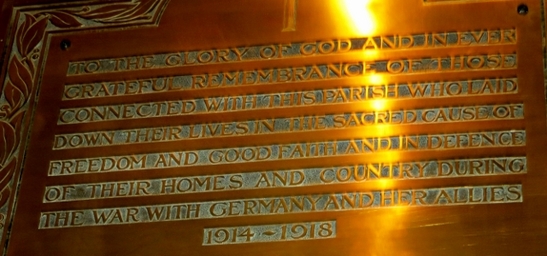 TO THE GLORY OF GOD AND IN EVER
GRATEFUL REMEMBRANCE OF THOSE
CONNECTED WITH THIS PARISH WHO LAID
DOWN THEIR LIVES IN THE SACRED CAUSE OF
FREEDOM AND GOOD FAITH AND IN DEFENCE
OF THEIR HOMES AND COUNTRY DURING
THE WAR WITH GERMANY AND HER ALLIES
1914~1918